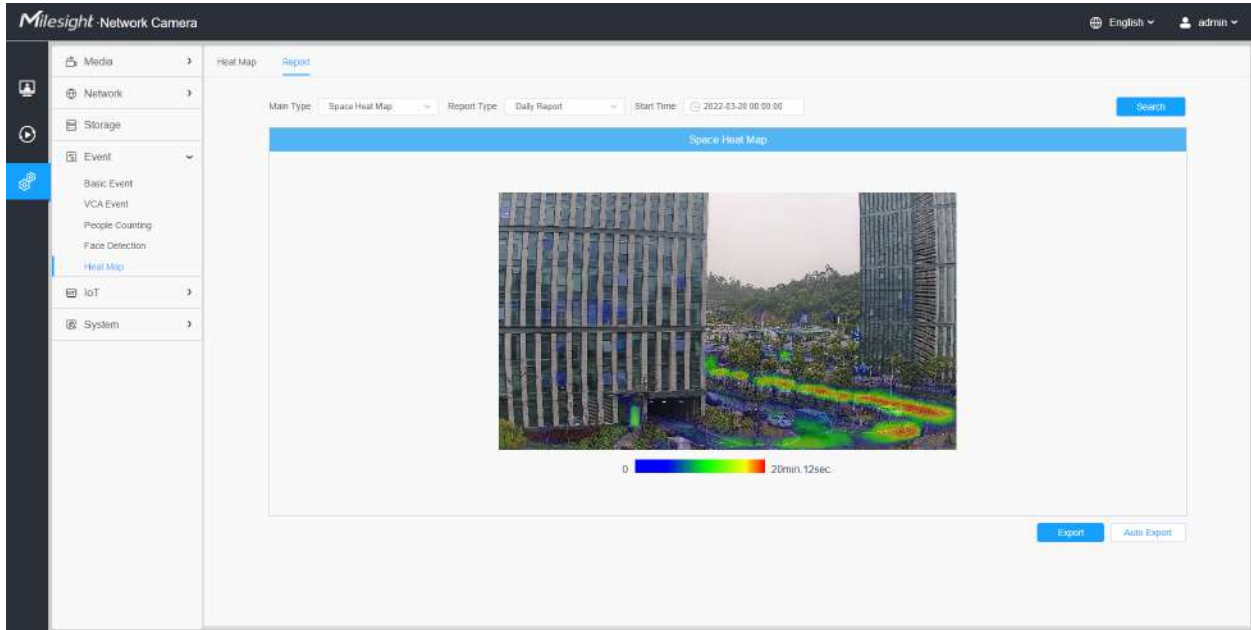 Milesight·Network Camera
English
admin
Media
Network
Storage
Event
Basic Event
VCA Event
People Counting
Face Detection
Heat Map
IoT
System
Heat Map Report
Main Type Space Heat Map Report Type Daily Report Start Time 2022-03-28 00:00:00 Search
Space Heat Map
0 20min.12sec.
Export Auto Export